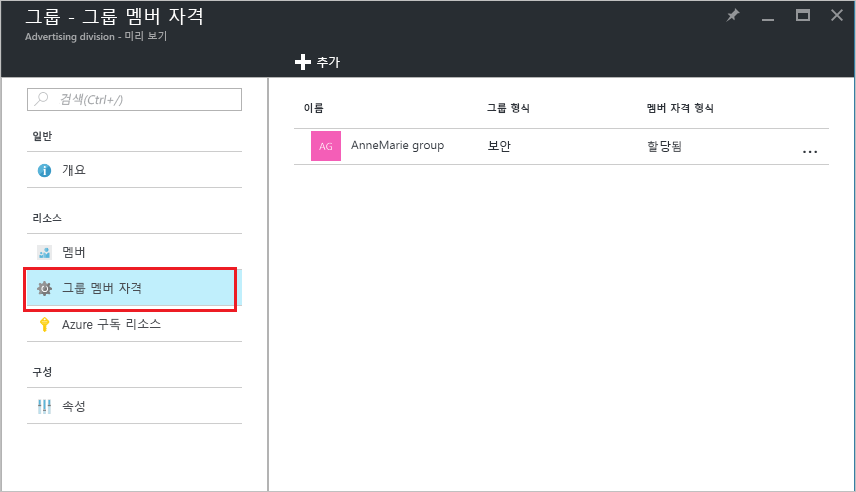 그룹 - 그룹 멤버 자격
Advertising division - 미리 보기
추가
검색(Ctrl+/)
일반
개요
리소스
멤버
그룹 멤버 자격
Azure 구독 리소스
구성
속성
이름 그룹 형식 멤버 자격 형식
AG AnneMarie group 보안 할당됨 ...